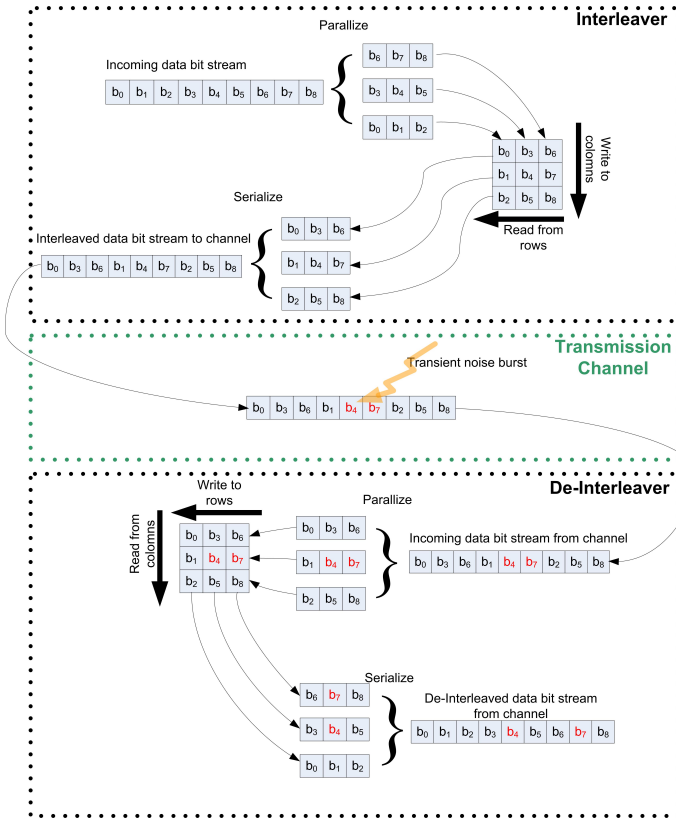 Interleaver
Parallize
Incoming data bit stream
b0 b1 b2 b3 b4 b5 b6 b7 b8
b6 b7 b8
b3 b4 b5
b0 b1 b2
b0 b3 b6
b1 b4 b7
b2 b5 b8
Write to
colomns
Read from
rows
Serialize
b0 b3 b6
b1 b4 b7
b2 b5 b8
Interleaved data bit stream to channel
b0 b3 b6 b1 b4 b7 b2 b5 b8
Transmission
Channel
Transient noise burst
b0 b3 b6 b1 b4 b7 b2 b5 b8
De-Interleaver
Write to
rows
Read from
colomns
b0 b3 b6
b1 b4 b7
b2 b5 b8
Parallize
b0 b3 b6
b1 b4 b7
b2 b5 b8
Incoming data bit stream from channel
b0 b3 b6 b1 b4 b7 b2 b5 b8
Serialize
b6 b7 b8
b3 b4 b5
b0 b1 b2
De-Interleaved data bit stream
from channel
b0 b1 b2 b3 b4 b5 b6 b7 b8